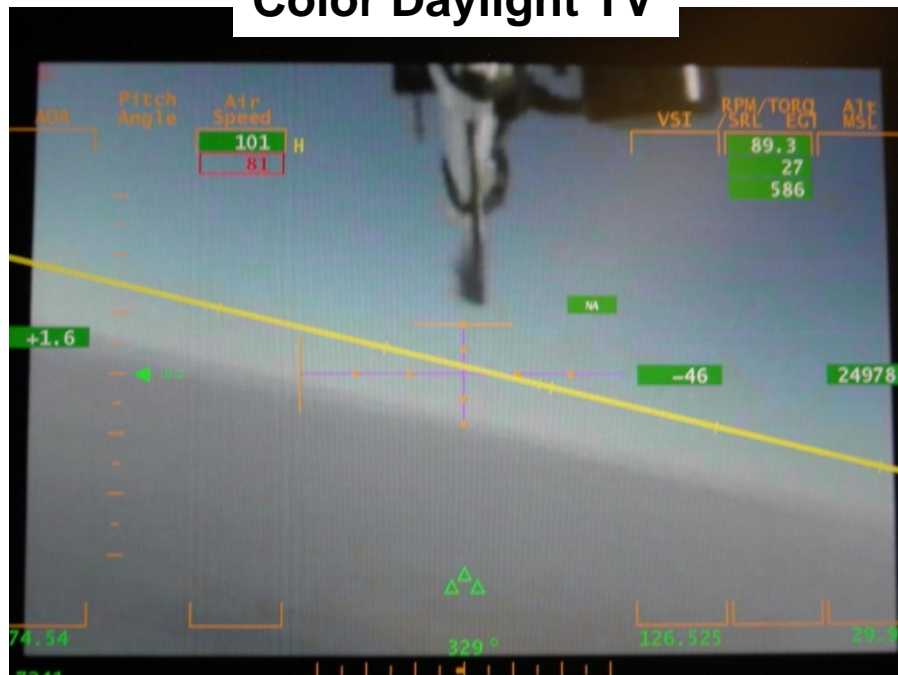 Color Daylight TV
AOA
Pitch
Angle
Air
Speed
101 H
81
VSI
RPM/TORQ
/SRL EGT
89.3
27
586
Alt
MSL
NA
+1.6
-46
24978
74.54
329°
126.525
29.9